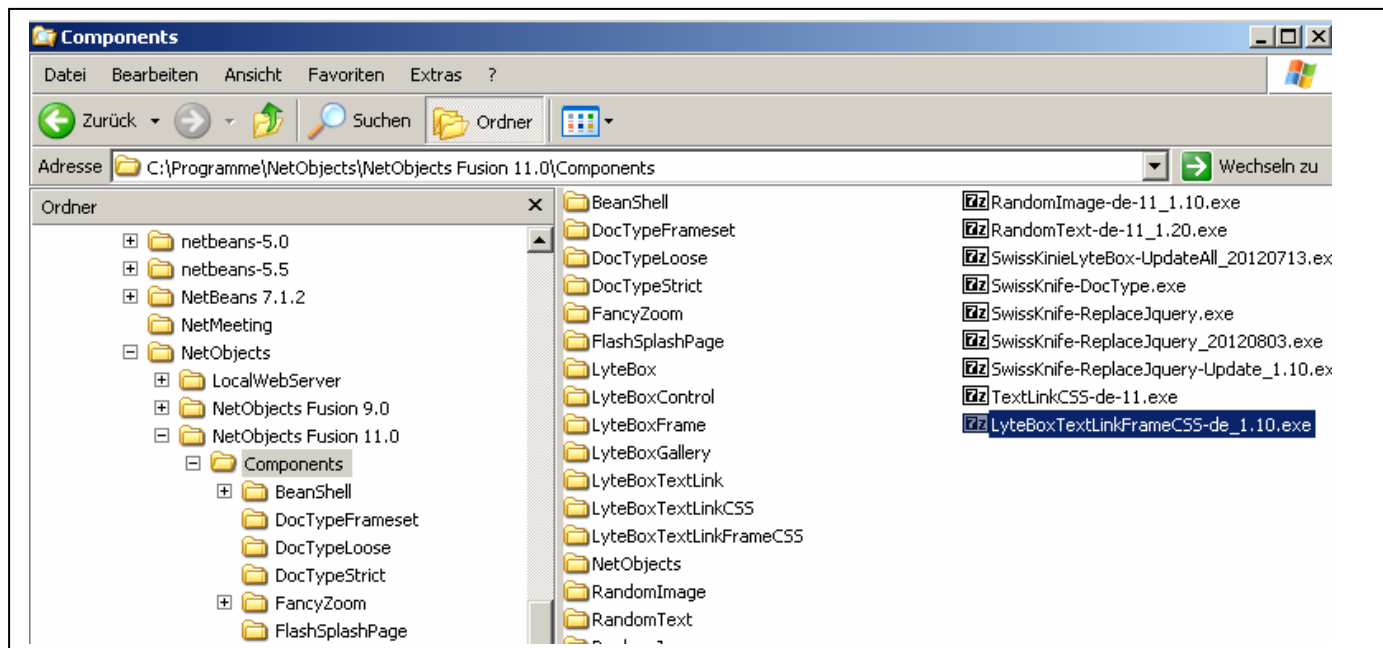 Components
Datei Bearbeiten Ansicht Favoriten Extras ?
Zurück Suchen Ordner
Adresse C:\Programme\NetObjects\NetObjects Fusion 11.0\Components Wechseln zu
Ordner
netbeans-5.0
netbeans-5.5
NetBeans 7.1.2
NetMeeting
NetObjects
LocalWebServer
NetObjects Fusion 9.0
NetObjects Fusion 11.0
Components
BeanShell
DocTypeFrameset
DocTypeLoose
DocTypeStrict
FancyZoom
FlashSplashPage
BeanShell
DocTypeFrameset
DocTypeLoose
DocTypeStrict
FancyZoom
FlashSplashPage
LyteBox
LyteBoxControl
LyteBoxFrame
LyteBoxGallery
LyteBoxTextLink
LyteBoxTextLinkCSS
LyteBoxTextLinkFrameCSS
NetObjects
RandomImage
RandomText
RandomImage-de-11_1.10.exe
RandomText-de-11_1.20.exe
SwissKinieLyteBox-UpdateAll_20120713.ex
SwissKnife-DocType.exe
SwissKnife-ReplaceJquery.exe
SwissKnife-ReplaceJquery_20120803.exe
SwissKnife-ReplaceJquery-Update_1.10.ex
TextLinkCSS-de-11.exe
LyteBoxTextLinkFrameCSS-de_1.10.exe